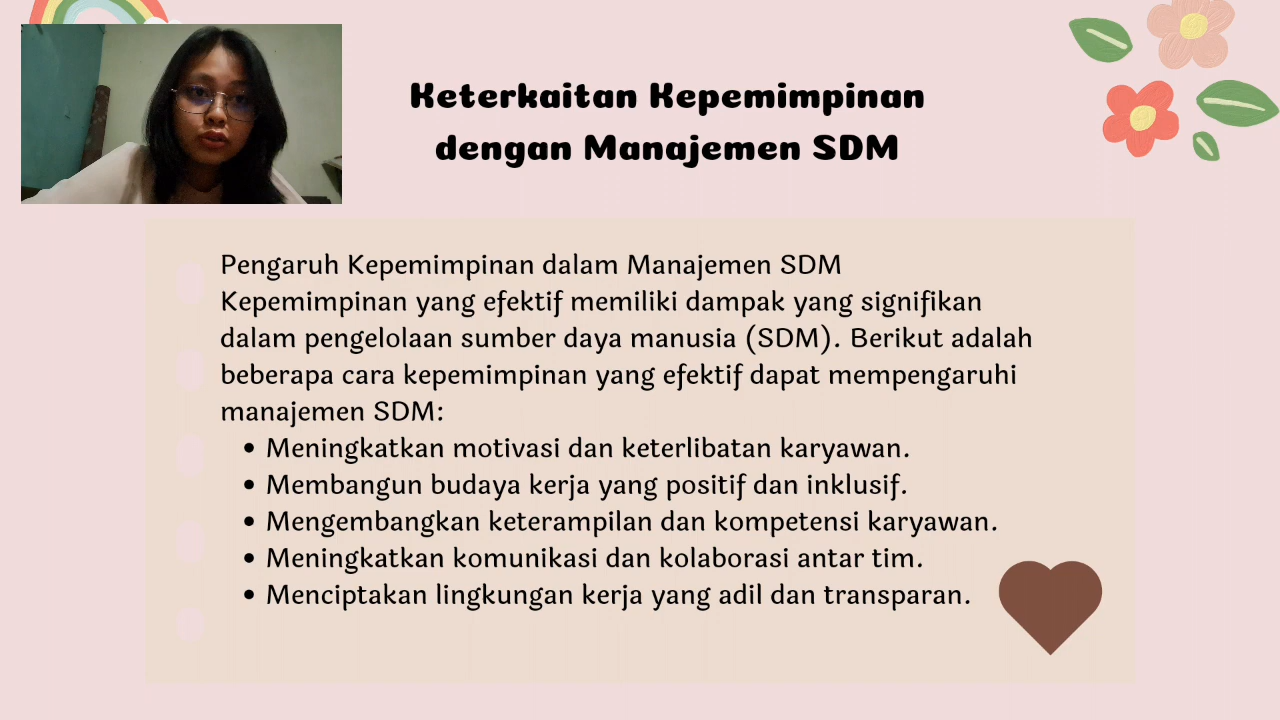 Keterkaitan Kepemimpinan
dengan Manajemen SDM
Pengaruh Kepemimpinan dalam Manajemen SDM
Kepemimpinan yang efektif memiliki dampak yang signifikan
dalam pengelolaan sumber daya manusia (SDM). Berikut adalah
beberapa cara kepemimpinan yang efektif dapat mempengaruhi
manajemen SDM:
• Meningkatkan motivasi dan keterlibatan karyawan.
• Membangun budaya kerja yang positif dan inklusif.
• Mengembangkan keterampilan dan kompetensi karyawan.
• Meningkatkan komunikasi dan kolaborasi antar tim.
• Menciptakan lingkungan kerja yang adil dan transparan.